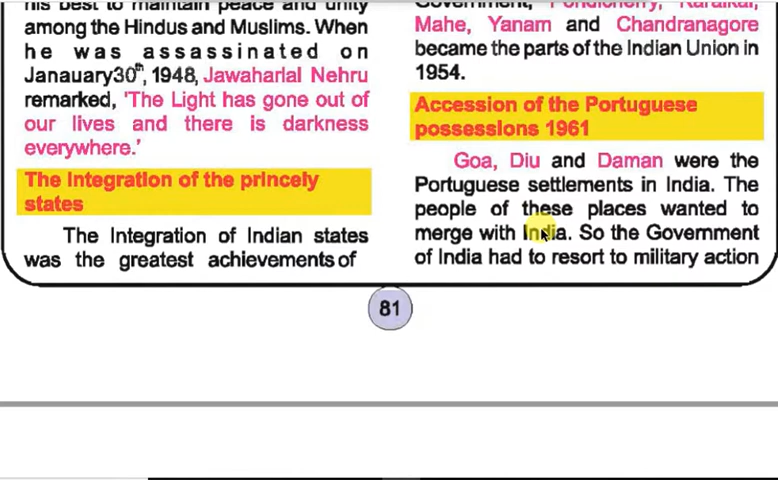 his best to maintain peace and unity
among the Hindus and Muslims. When
he was assassinated on
Janauary30th, 1948, Jawaharlal Nehru
remarked, 'The Light has gone out of
our lives and there is darkness
everywhere.'
The Integration of the princely
states
The Integration of Indian states
was the greatest achievements of
Government, Pondicherry, Karaikal,
Mahe, Yanam and Chandranagore
became the parts of the Indian Union in
1954.
Accession of the Portuguese
possessions 1961
Goa, Diu and Daman were the
Portuguese settlements in India. The
people of these places wanted to
merge with India. So the Government
of India had to resort to military action
81